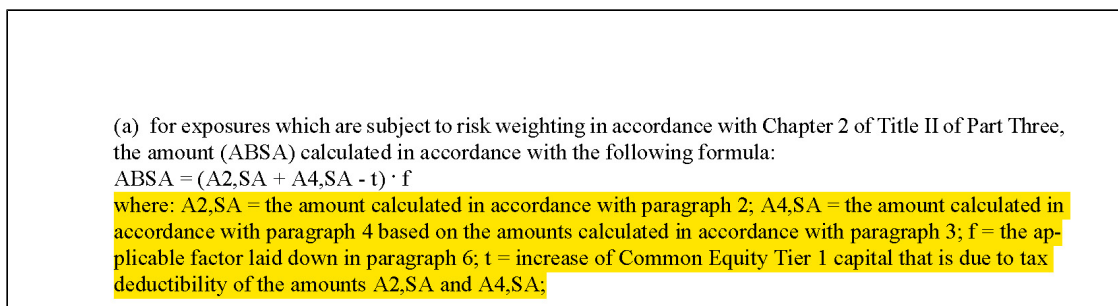 (a) for exposures which are subject to risk weighting in accordance with Chapter 2 of Title II of Part Three,
the amount (ABSA) calculated in accordance with the following formula:
ABSA = (A2,SA + A4,SA - t) · f
where: A2,SA = the amount calculated in accordance with paragraph 2; A4,SA = the amount calculated in
accordance with paragraph 4 based on the amounts calculated in accordance with paragraph 3; f = the ap-
plicable factor laid down in paragraph 6; t = increase of Common Equity Tier 1 capital that is due to tax
deductibility of the amounts A2,SA and A4,SA;